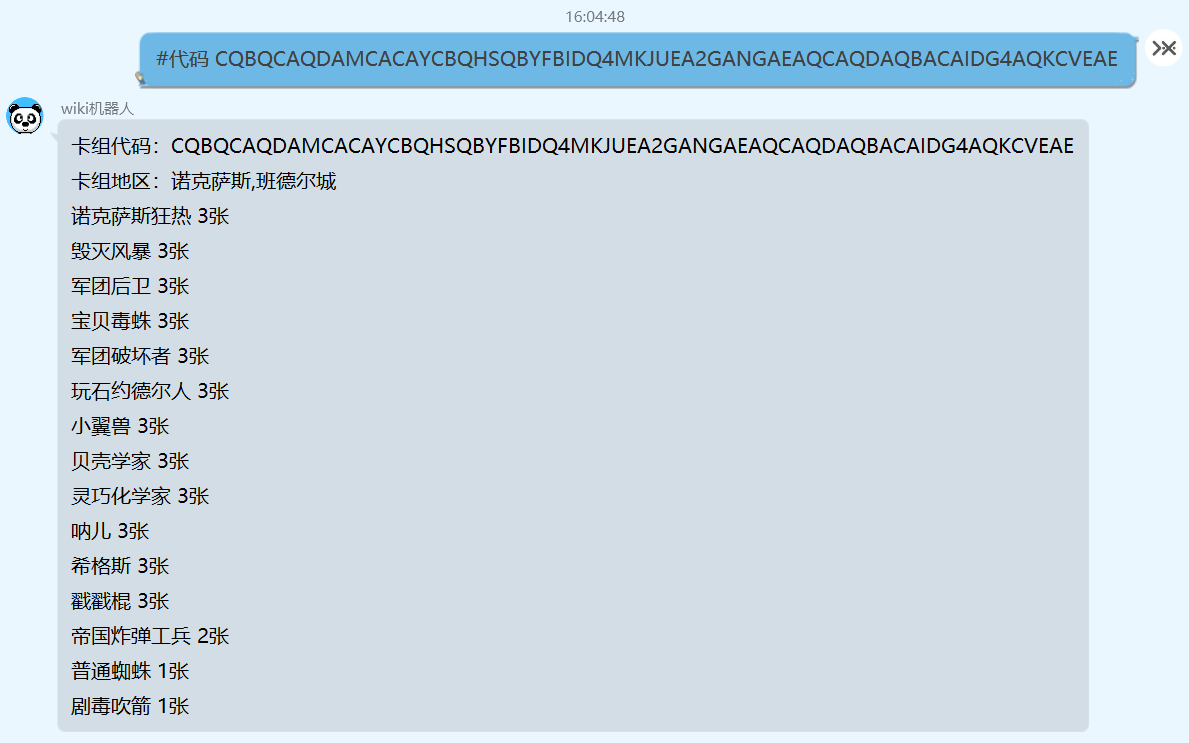 16:04:48
#代码 CQBQCAQDAMCACAYCBQHSQBYFBIDQ4MKJUEA2GANGAEAQCAQDAQBACAIDG4AQKCVEAE
wiki机器人
卡组代码：CQBQCAQDAMCACAYCBQHSQBYFBIDQ4MKJUEA2GANGAEAQCAQDAQBACAIDG4AQKCVEAE
卡组地区：诺克萨斯,班德尔城
诺克萨斯狂热 3张
毁灭风暴 3张
军团后卫 3张
宝贝毒蛛 3张
军团破坏者 3张
玩石约德尔人 3张
小翼兽 3张
贝壳学家 3张
灵巧化学家 3张
呐儿 3张
希格斯 3张
戳戳棍 3张
帝国炸弹工兵 2张
普通蜘蛛 1张
剧毒吹箭 1张